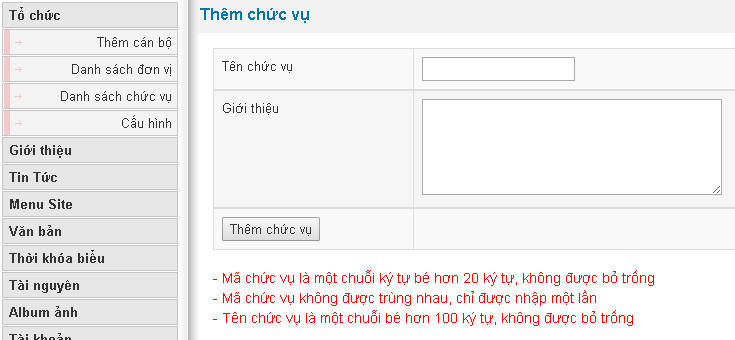 Tổ chức
Thêm cán bộ
Danh sách đơn vị
Danh sách chức vụ
Cấu hình
Giới thiệu
Tin Tức
Menu Site
Văn bản
Thời khóa biểu
Tài nguyên
Album ảnh
Tài khoản
Thêm chức vụ
Tên chức vụ
Giới thiệu
Thêm chức vụ
- Mã chức vụ là một chuỗi ký tự bé hơn 20 ký tự, không được bỏ trống
- Mã chức vụ không được trùng nhau, chỉ được nhập một lần
- Tên chức vụ là một chuỗi bé hơn 100 ký tự, không được bỏ trống